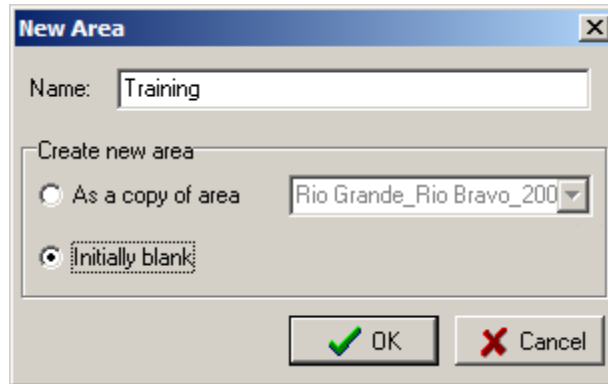 New Area
Name: Training
Create new area
As a copy of area Rio Grande_Rio Bravo_200
Initially blank
OK Cancel